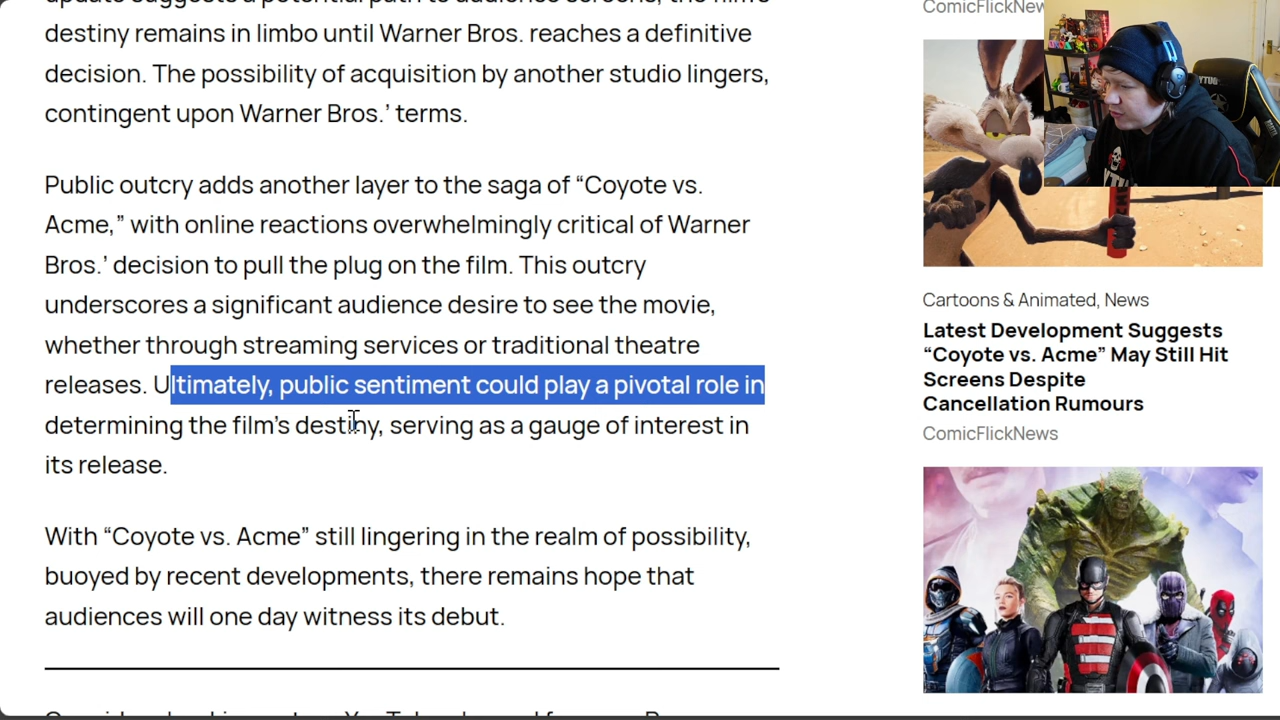 destiny remains in limbo until Warner Bros. reaches a definitive
decision. The possibility of acquisition by another studio lingers,
contingent upon Warner Bros.’ terms.
Public outcry adds another layer to the saga of “Coyote vs.
Acme,” with online reactions overwhelmingly critical of Warner
Bros.’ decision to pull the plug on the film. This outcry
underscores a significant audience desire to see the movie,
whether through streaming services or traditional theatre
releases. Ultimately, public sentiment could play a pivotal role in
determining the film’s destiny, serving as a gauge of interest in
its release.
With “Coyote vs. Acme” still lingering in the realm of possibility,
buoyed by recent developments, there remains hope that
audiences will one day witness its debut.
ComicFlickNew
Cartoons & Animated, News
Latest Development Suggests
“Coyote vs. Acme” May Still Hit
Screens Despite
Cancellation Rumours
ComicFlickNews